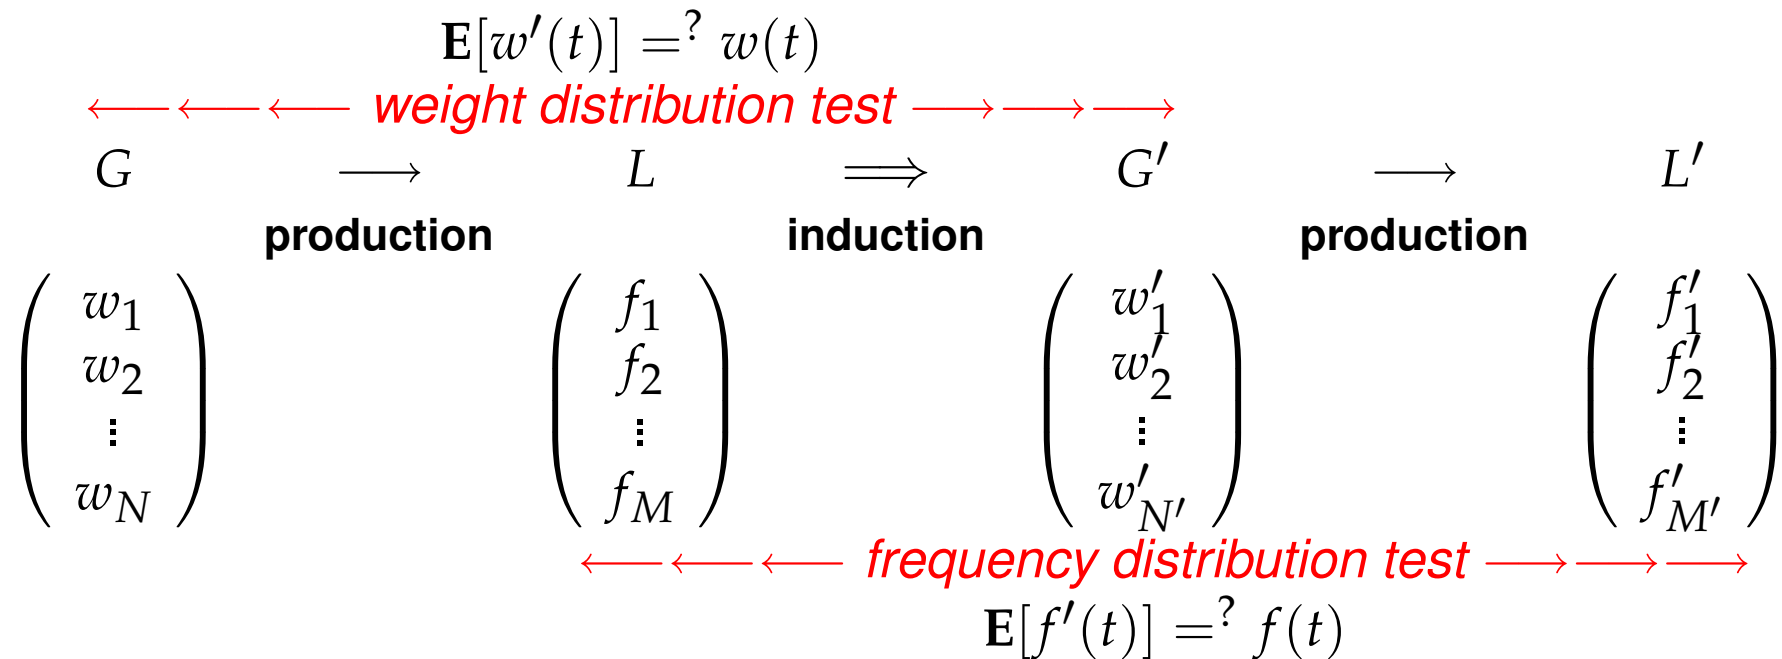 E[w′(t)] =? w(t)
←−− ←−− ←−− weight distribution test −−→ −−→ −−→
G −→ L ⟹ G′ −→ L′
production induction production
w1 f1 w′1 f′1
w2 f2 w′2 f′2
⋮ ⋮ ⋮ ⋮
wN fM w′N′ f′M′
←−− ←−− ←−− frequency distribution test −−→ −−→ −−→
E[f′(t)] =? f(t)